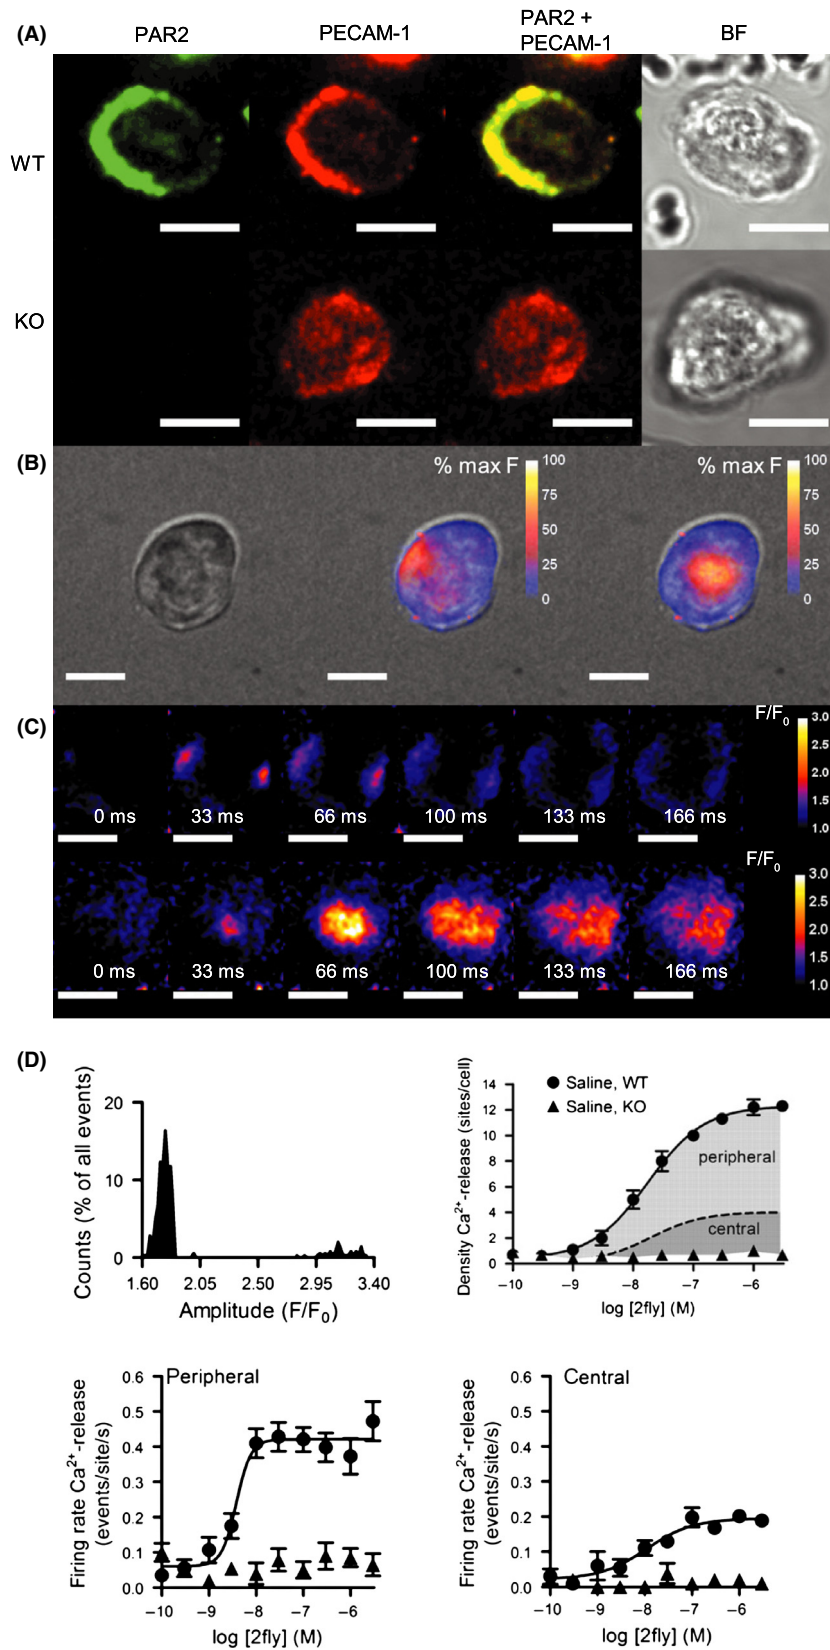 (A)
PAR2
PECAM-1
PAR2 +
PECAM-1
BF
WT
KO
(B)
% max F
100
75
50
25
0
% max F
100
75
50
25
0
(C)
F/F0
3.0
2.5
2.0
1.5
1.0
0 ms
33 ms
66 ms
100 ms
133 ms
166 ms
F/F0
3.0
2.5
2.0
1.5
1.0
0 ms
33 ms
66 ms
100 ms
133 ms
166 ms
(D)
Counts (% of all events)
20
10
0
1.60
2.05
2.50
2.95
3.40
Amplitude (F/F0)
Density Ca2+-release (sites/cell)
14
12
10
8
6
4
2
0
Saline, WT
Saline, KO
peripheral
central
−10
−9
−8
−7
−6
log [2fly] (M)
Peripheral
Firing rate Ca2+-release
(events/site/s)
0.6
0.5
0.4
0.3
0.2
0.1
0.0
−10
−9
−8
−7
−6
log [2fly] (M)
Central
Firing rate Ca2+-release
(events/site/s)
0.6
0.5
0.4
0.3
0.2
0.1
0.0
−10
−9
−8
−7
−6
log [2fly] (M)